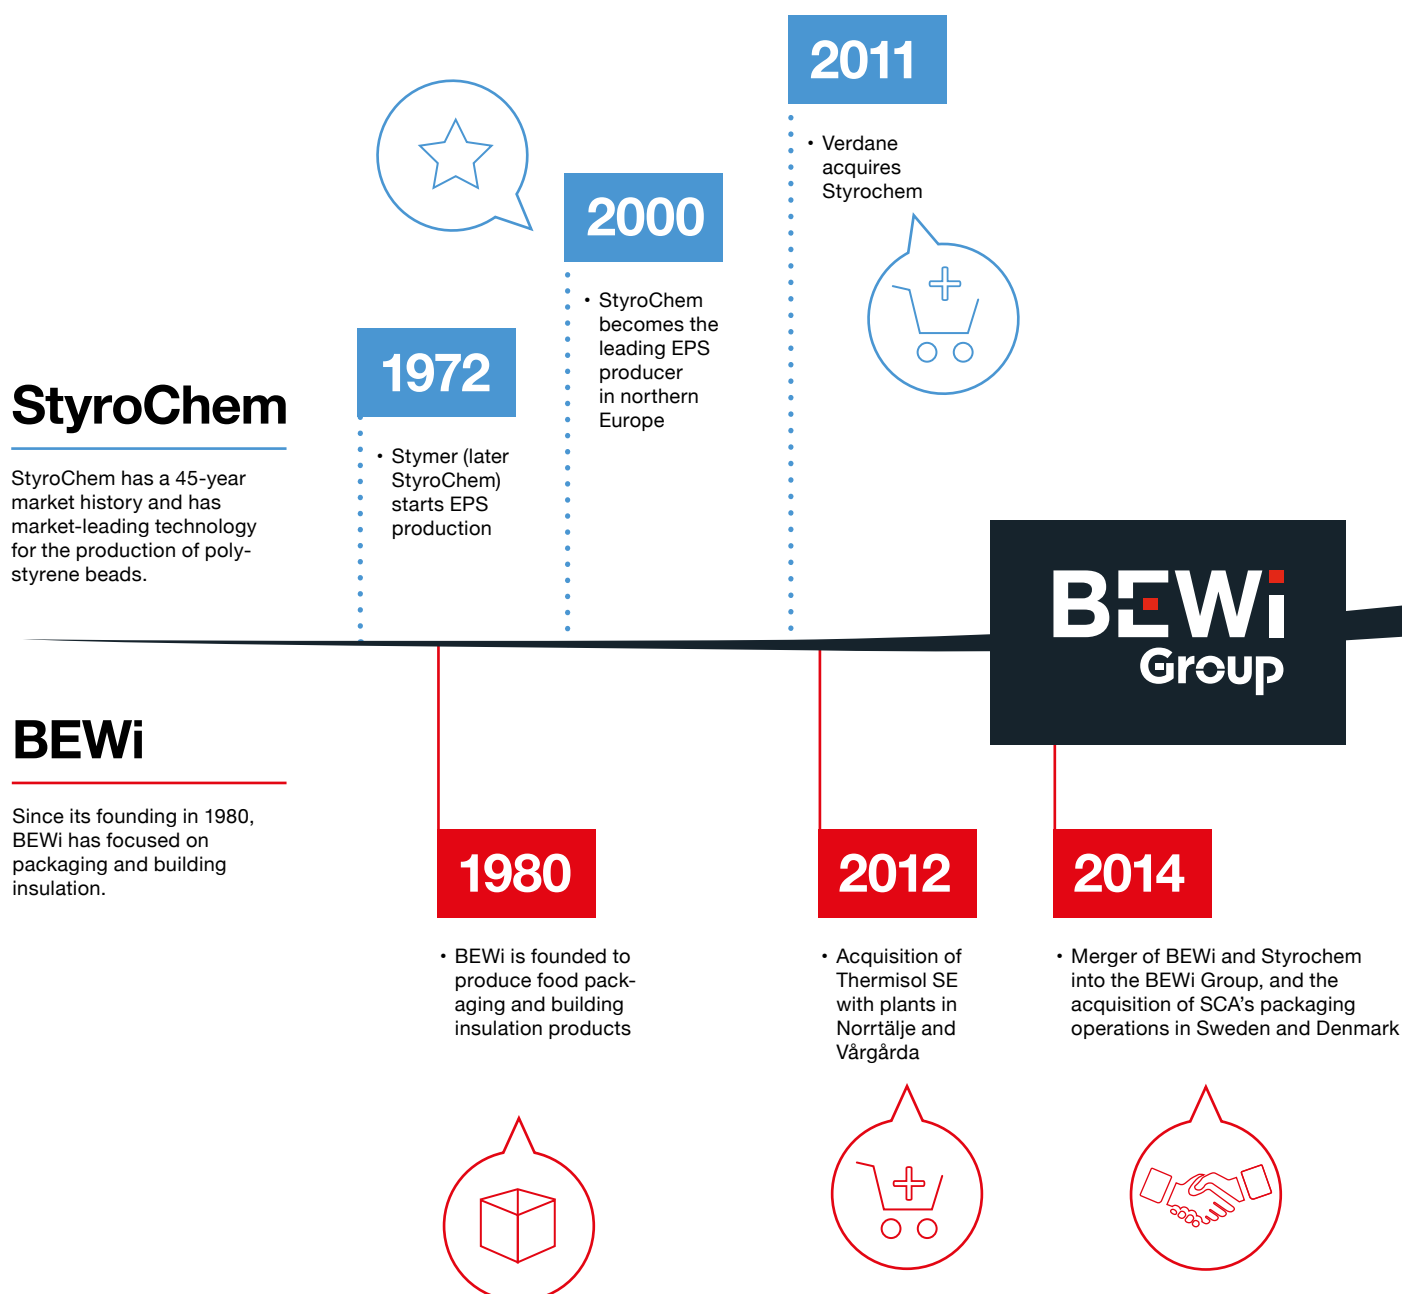 2011
• Verdane
acquires
Styrochem
2000
• StyroChem
becomes the
leading EPS
producer
in northern
Europe
1972
• Stymer (later
StyroChem)
starts EPS
production
StyroChem
StyroChem has a 45-year
market history and has
market-leading technology
for the production of poly-
styrene beads.
BEWi
Group
BEWi
Since its founding in 1980,
BEWi has focused on
packaging and building
insulation.
1980
• BEWi is founded to
produce food pack-
aging and building
insulation products
2012
• Acquisition of
Thermisol SE
with plants in
Norrtälje and
Vårgårda
2014
• Merger of BEWi and Styrochem
into the BEWi Group, and the
acquisition of SCA’s packaging
operations in Sweden and Denmark